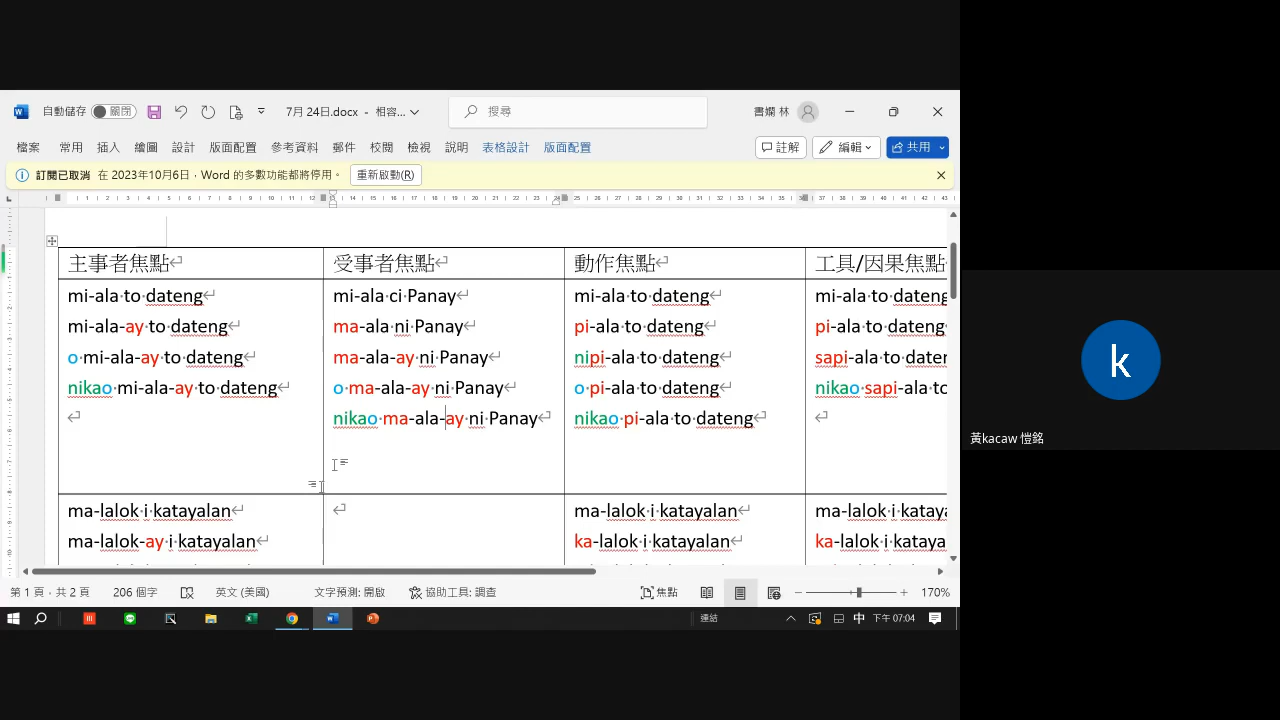 自動儲存 關閉 7月 24日.docx - 相容... 搜尋 書嫻 林
檔案 常用 插入 繪圖 設計 版面配置 參考資料 郵件 校閱 檢視 說明 表格設計 版面配置 註解 編輯 共用
訂閱已取消 在 2023年10月6日,Word 的多數功能都將停用。 重新啟動(R)
主事者焦點 受事者焦點 動作焦點 工具/因果焦點
mi-ala to dateng mi-ala ci Panay mi-ala to dateng mi-ala to dateng
mi-ala-ay to dateng ma-ala ni Panay pi-ala to dateng pi-ala to dateng
o mi-ala-ay to dateng ma-ala-ay ni Panay nipi-ala to dateng sapi-ala to daten
nikao mi-ala-ay to dateng o ma-ala-ay ni Panay o pi-ala to dateng nikao sapi-ala to
nikao ma-ala-ay ni Panay nikao pi-ala to dateng
ma-lalok i katayalan ma-lalok i katayalan ma-lalok i kataya
ma-lalok-ay i katayalan ka-lalok i katayalan ka-lalok i kataya
第 1 頁,共 2 頁 206 個字 英文 (美國) 文字預測: 開啟 協助工具: 調查 焦點 170%
連結 中 下午 07:04
k
黃kacaw 愷銘